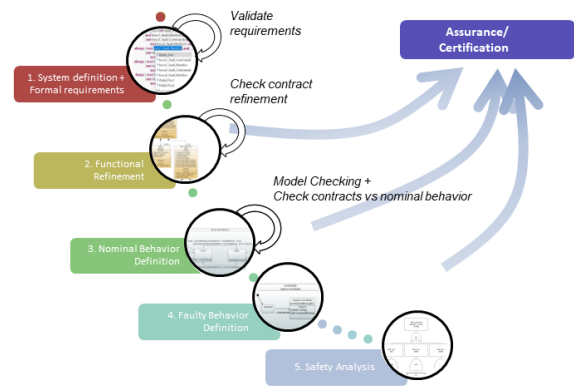 Validate
requirements
Assurance/
Certification
1. System definition +
Formal requirements
Check contract
refinement
2. Functional
Refinement
Model Checking +
Check contracts vs nominal behavior
3. Nominal Behavior
Definition
4. Faulty Behavior
Definition
5. Safety Analysis